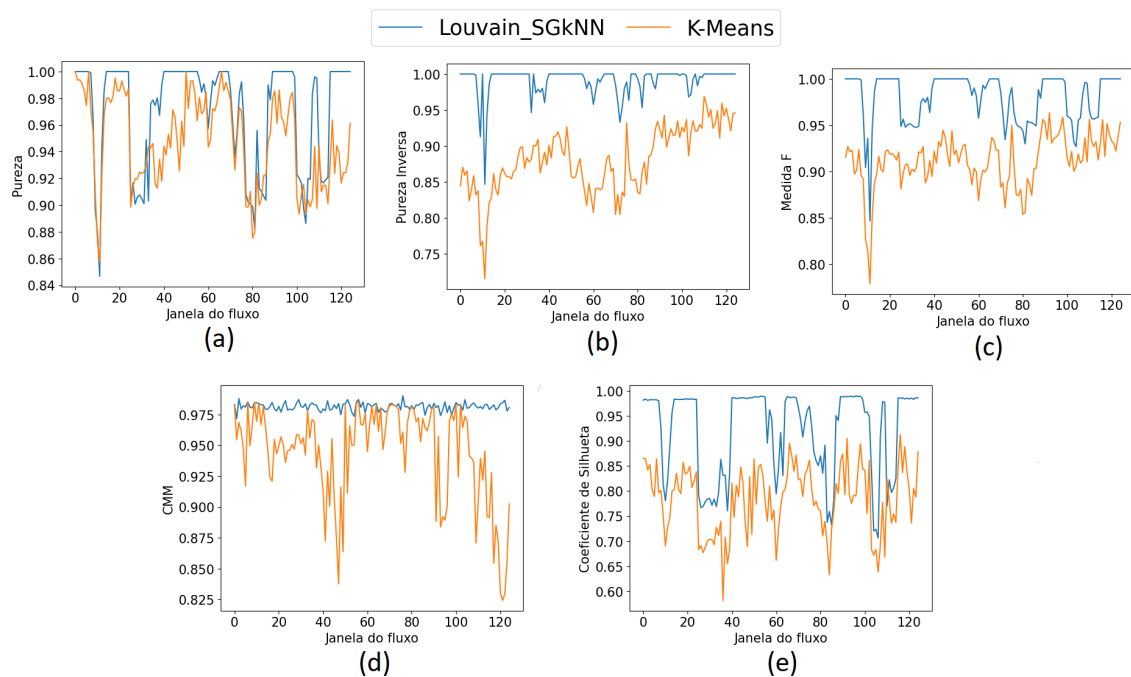 Louvain_SGkNN K-Means
1.00
0.98
0.96
0.94
0.92
0.90
0.88
0.86
0.84
Pureza
0 20 40 60 80 100 120
Janela do fluxo
(a)
1.00
0.95
0.90
0.85
0.80
0.75
Pureza Inversa
0 20 40 60 80 100 120
Janela do fluxo
(b)
1.00
0.95
0.90
0.85
0.80
Medida F
0 20 40 60 80 100 120
Janela do fluxo
(c)
0.975
0.950
0.925
0.900
0.875
0.850
0.825
CMM
0 20 40 60 80 100 120
Janela do fluxo
(d)
1.00
0.95
0.90
0.85
0.80
0.75
0.70
0.65
0.60
Coeficiente de Silhueta
0 20 40 60 80 100 120
Janela do fluxo
(e)